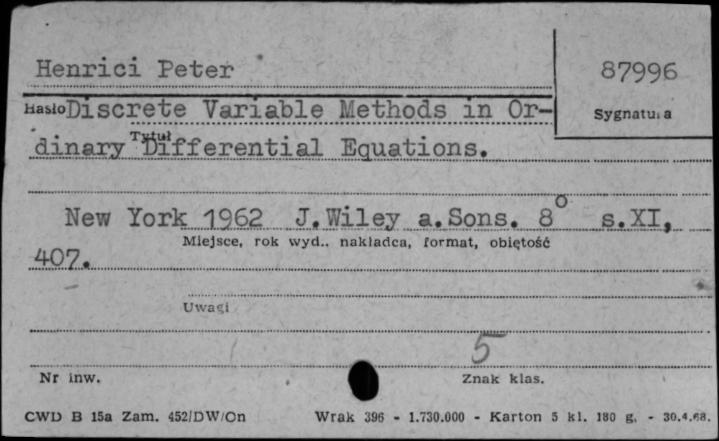 Henrici Peter
87996
Hasło Discrete Variable Methods in Or-
Sygnatura
Tytuł
dinary Differential Equations.
New York 1962 J.Wiley a.Sons. 8° s.XI,
Miejsce, rok wyd., nakładca, format, objętość
407.
Uwagi
5
Nr inw.
Znak klas.
CWD B 15a Zam. 452/DW/On Wrak 396 - 1.730.000 - Karton 5 kl. 180 g. - 30.4.68.